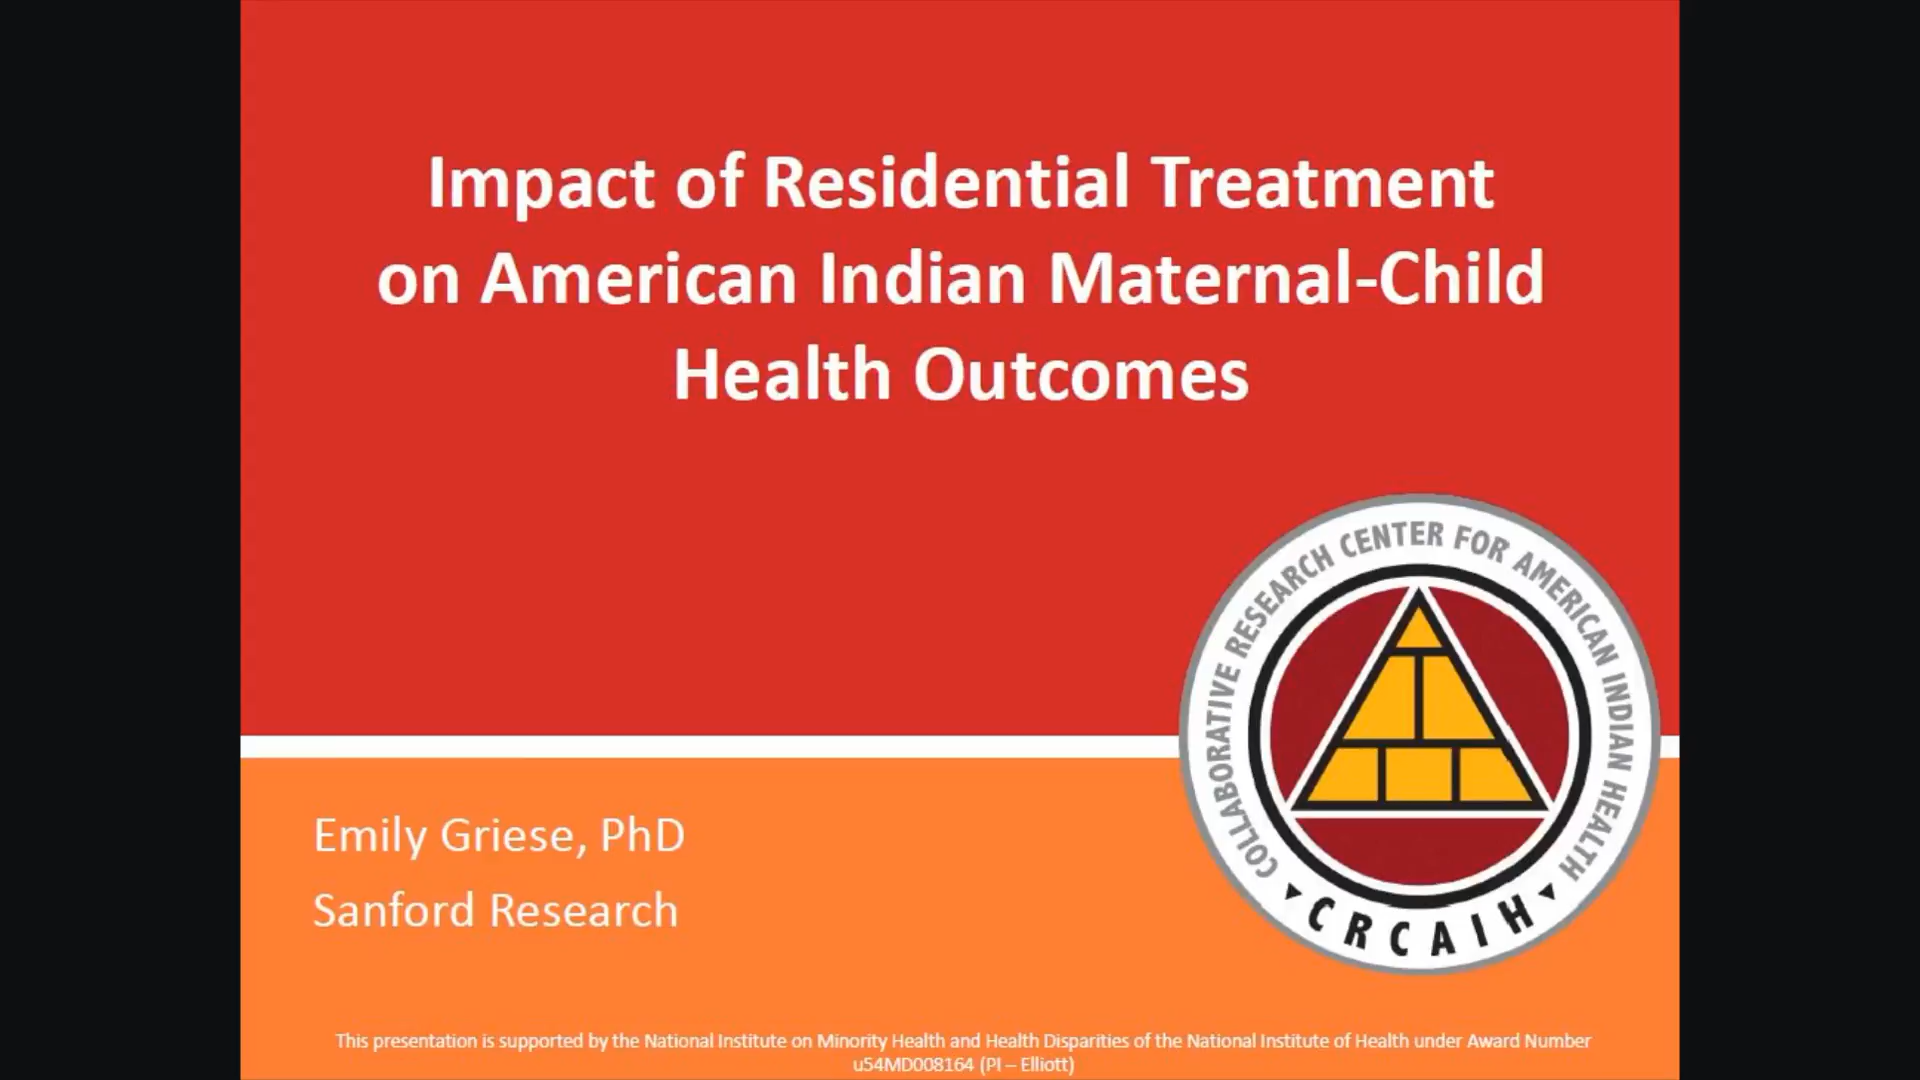 Impact of Residential Treatment
on American Indian Maternal-Child
Health Outcomes
COLLABORATIVE RESEARCH CENTER FOR AMERICAN INDIAN HEALTH
CRCAIH
Emily Griese, PhD
Sanford Research
This presentation is supported by the National Institute on Minority Health and Health Disparities of the National Institute of Health under Award Number
u54MD008164 (PI – Elliott)